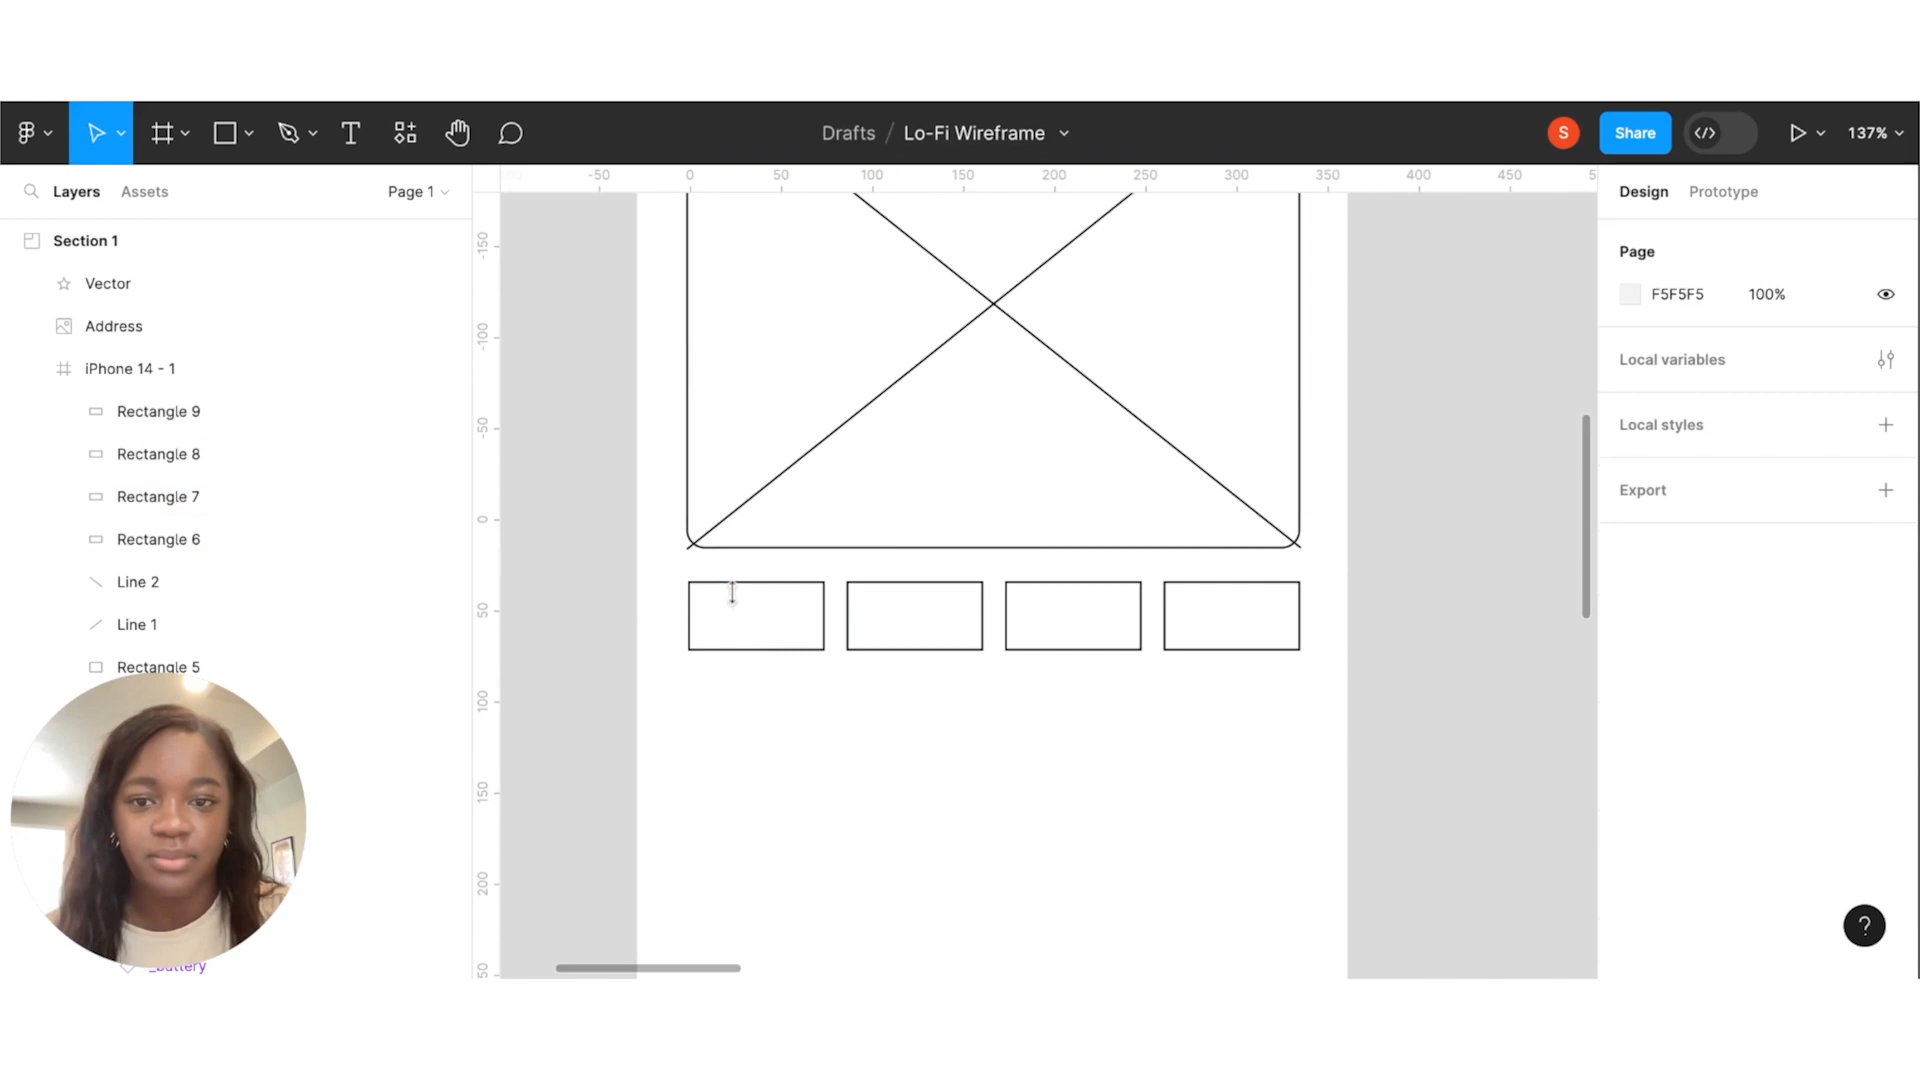 Drafts / Lo-Fi Wireframe
S
Share
137%
Layers
Assets
Page 1
-50
0
50
100
150
200
250
300
350
400
450
5
Design
Prototype
Section 1
Vector
Address
iPhone 14 - 1
Rectangle 9
Rectangle 8
Rectangle 7
Rectangle 6
Line 2
Line 1
Rectangle 5
_battery
-150
-100
-50
0
50
100
150
200
50
Page
F5F5F5
100%
Local variables
Local styles
Export
?